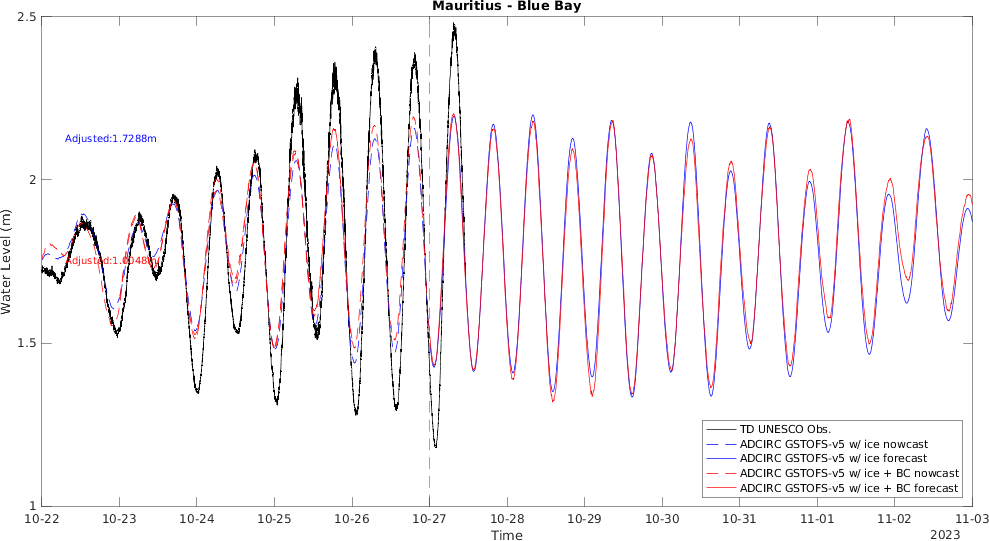 Mauritius - Blue Bay
2.5
2
1.5
1
Water Level (m)
Adjusted:1.7288m
TD UNESCO Obs.
ADCIRC GSTOFS-v5 w/ ice nowcast
ADCIRC GSTOFS-v5 w/ ice forecast
ADCIRC GSTOFS-v5 w/ ice + BC nowcast
ADCIRC GSTOFS-v5 w/ ice + BC forecast
10-22 10-23 10-24 10-25 10-26 10-27 10-28 10-29 10-30 10-31 11-01 11-02 11-03
Time
2023